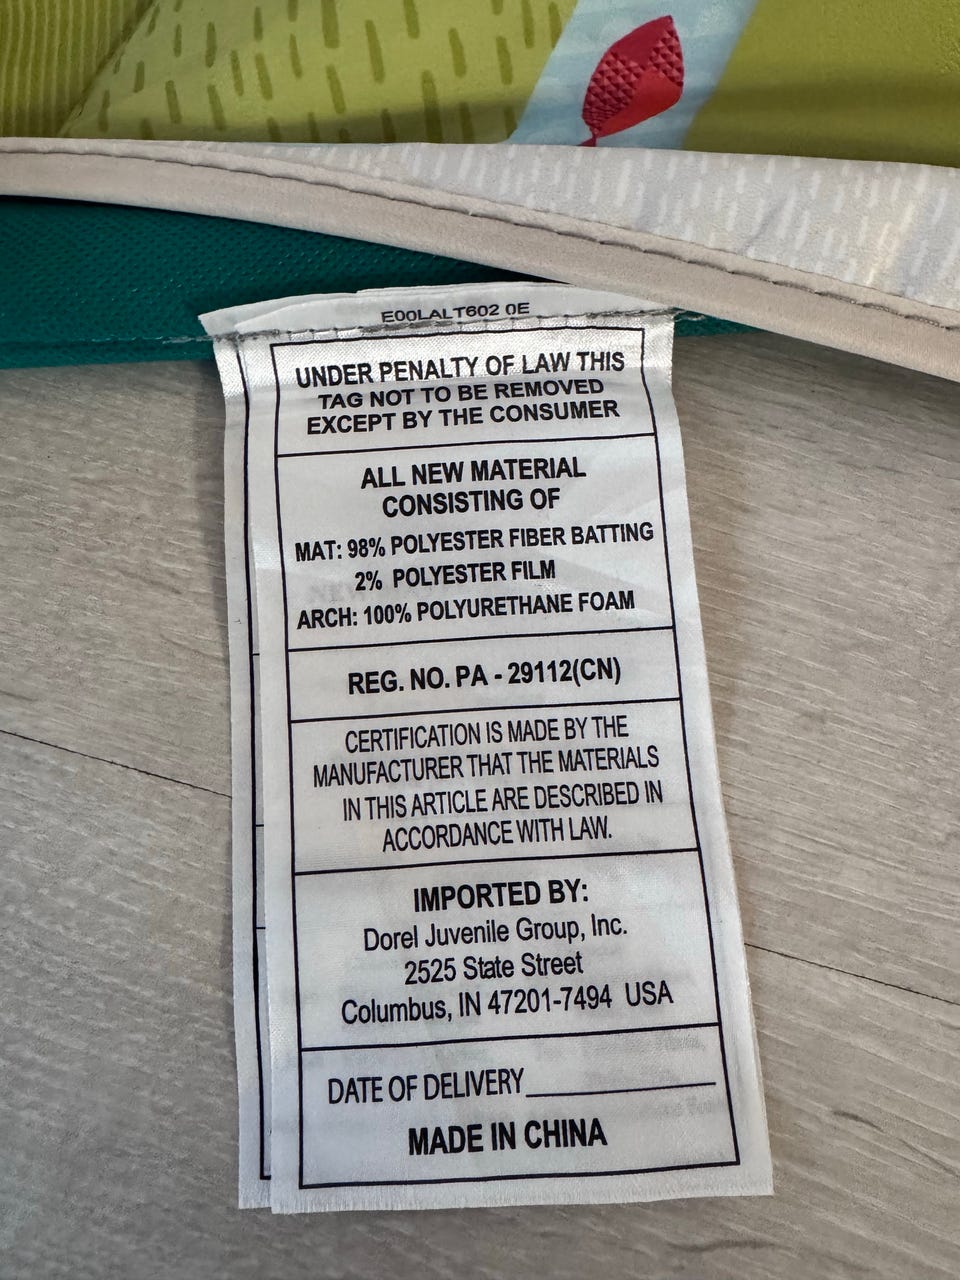 E00LALT602 0E
UNDER PENALTY OF LAW THIS
TAG NOT TO BE REMOVED
EXCEPT BY THE CONSUMER
ALL NEW MATERIAL
CONSISTING OF
MAT: 98% POLYESTER FIBER BATTING
2% POLYESTER FILM
ARCH: 100% POLYURETHANE FOAM
REG. NO. PA - 29112(CN)
CERTIFICATION IS MADE BY THE
MANUFACTURER THAT THE MATERIALS
IN THIS ARTICLE ARE DESCRIBED IN
ACCORDANCE WITH LAW.
IMPORTED BY:
Dorel Juvenile Group, Inc.
2525 State Street
Columbus, IN 47201-7494 USA
DATE OF DELIVERY
MADE IN CHINA